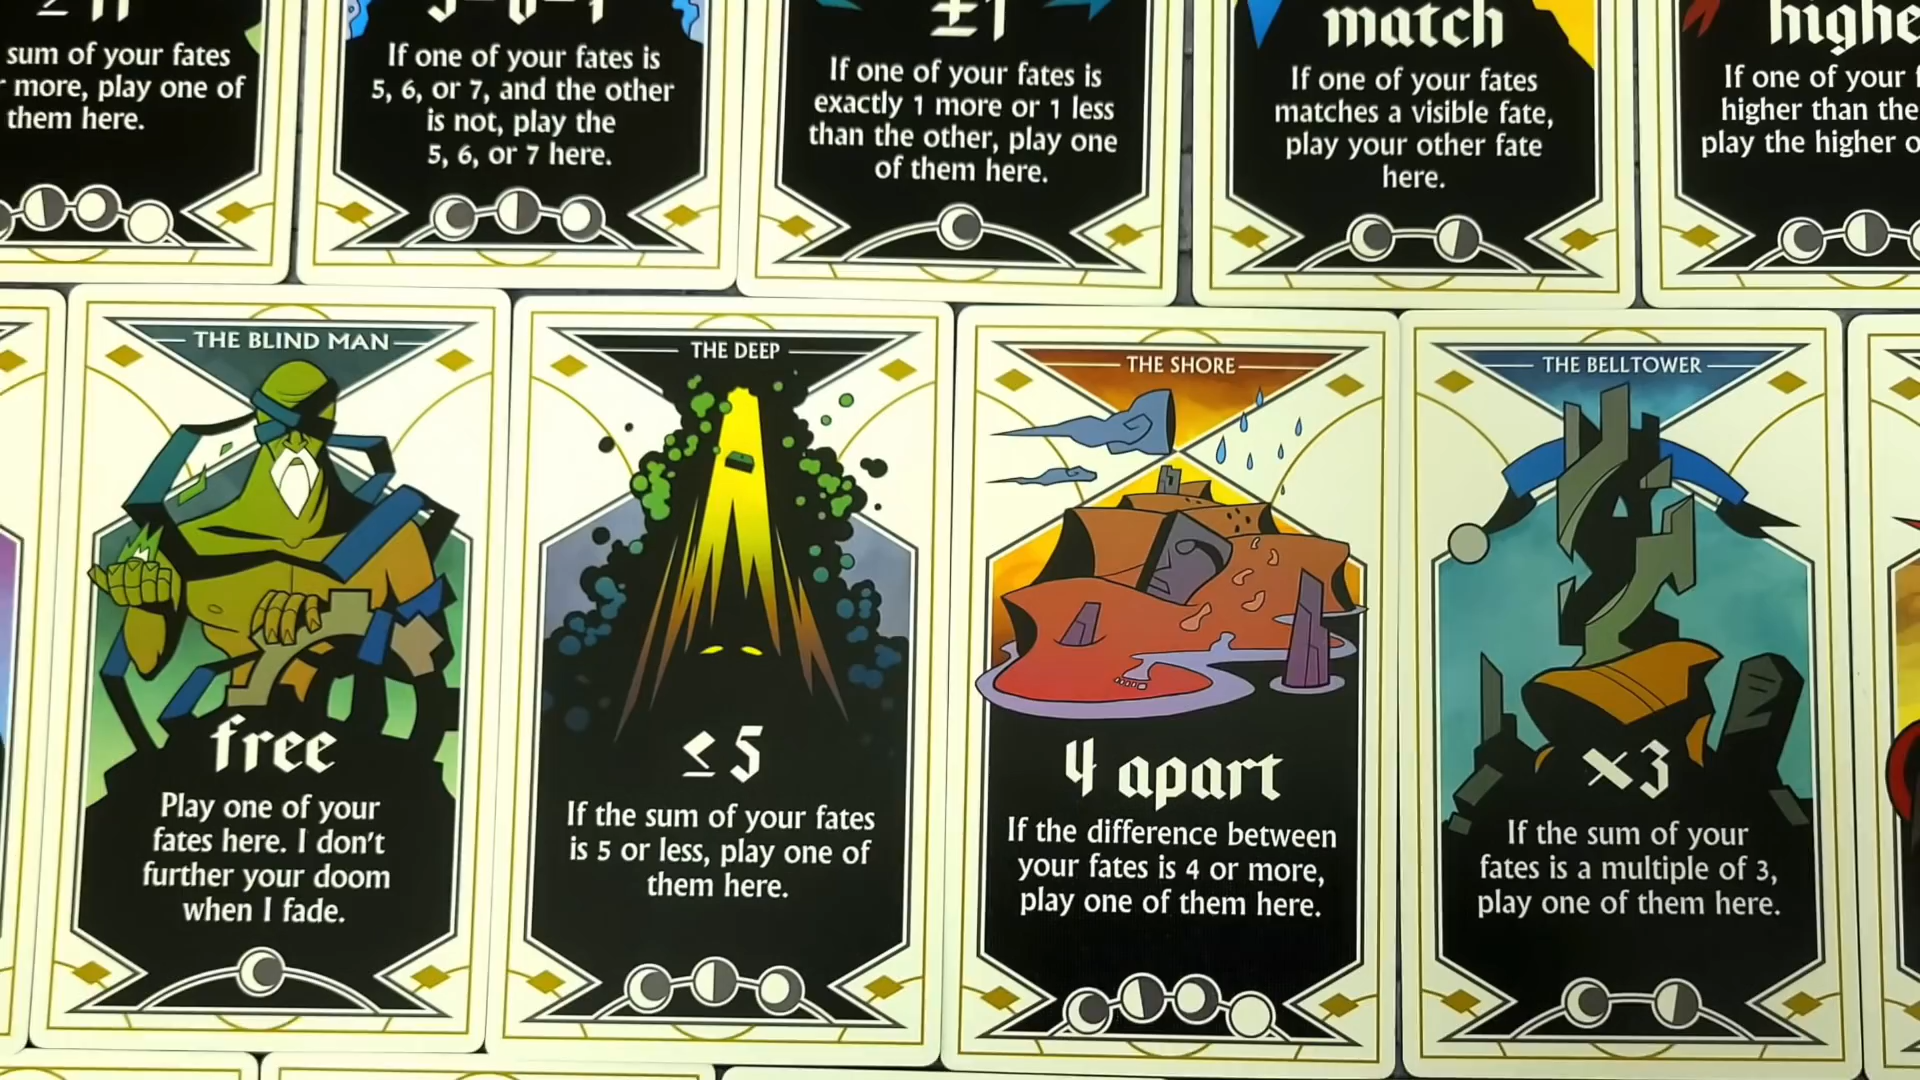 sum of your fates
more, play one of
them here.
5-6-7
If one of your fates is
5, 6, or 7, and the other
is not, play the
5, 6, or 7 here.
±1
If one of your fates is
exactly 1 more or 1 less
than the other, play one
of them here.
match
If one of your fates
matches a visible fate,
play your other fate
here.
highe
If one of your
higher than the
play the higher
THE BLIND MAN
free
Play one of your
fates here. I don't
further your doom
when I fade.
THE DEEP
≤5
If the sum of your fates
is 5 or less, play one of
them here.
THE SHORE
4 apart
If the difference between
your fates is 4 or more,
play one of them here.
THE BELLTOWER
×3
If the sum of your
fates is a multiple of 3,
play one of them here.